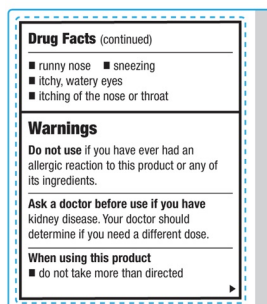 Drug Facts (continued)
■ runny nose ■ sneezing
■ itchy, watery eyes
■ itching of the nose or throat
Warnings
Do not use if you have ever had an
allergic reaction to this product or any of
its ingredients.
Ask a doctor before use if you have
kidney disease. Your doctor should
determine if you need a different dose.
When using this product
■ do not take more than directed